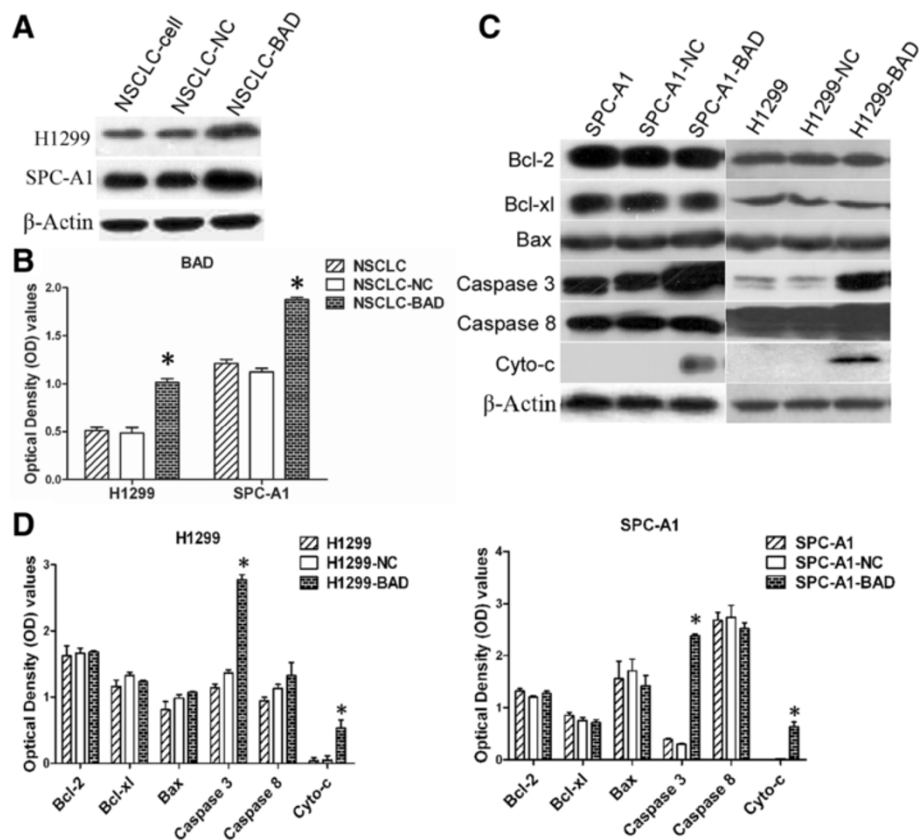 A
NSCLC-cell
NSCLC-NC
NSCLC-BAD
H1299
SPC-A1
β-Actin
B
BAD
NSCLC
NSCLC-NC
NSCLC-BAD
Optical Density (OD) values
2.0
1.5
1.0
0.5
0.0
*
*
H1299
SPC-A1
C
SPC-A1
SPC-A1-NC
SPC-A1-BAD
H1299
H1299-NC
H1299-BAD
Bcl-2
Bcl-xl
Bax
Caspase 3
Caspase 8
Cyto-c
β-Actin
D
H1299
H1299
H1299-NC
H1299-BAD
Optical Density (OD) values
3
2
1
0
*
*
Bcl-2
Bcl-xl
Bax
Caspase 3
Caspase 8
Cyto-c
SPC-A1
SPC-A1
SPC-A1-NC
SPC-A1-BAD
Optical Density (OD) values
4
3
2
1
0
*
*
Bcl-2
Bcl-xl
Bax
Caspase 3
Caspase 8
Cyto-c